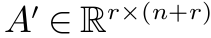 A′ ∈ ℝ^{r×(n+r)}